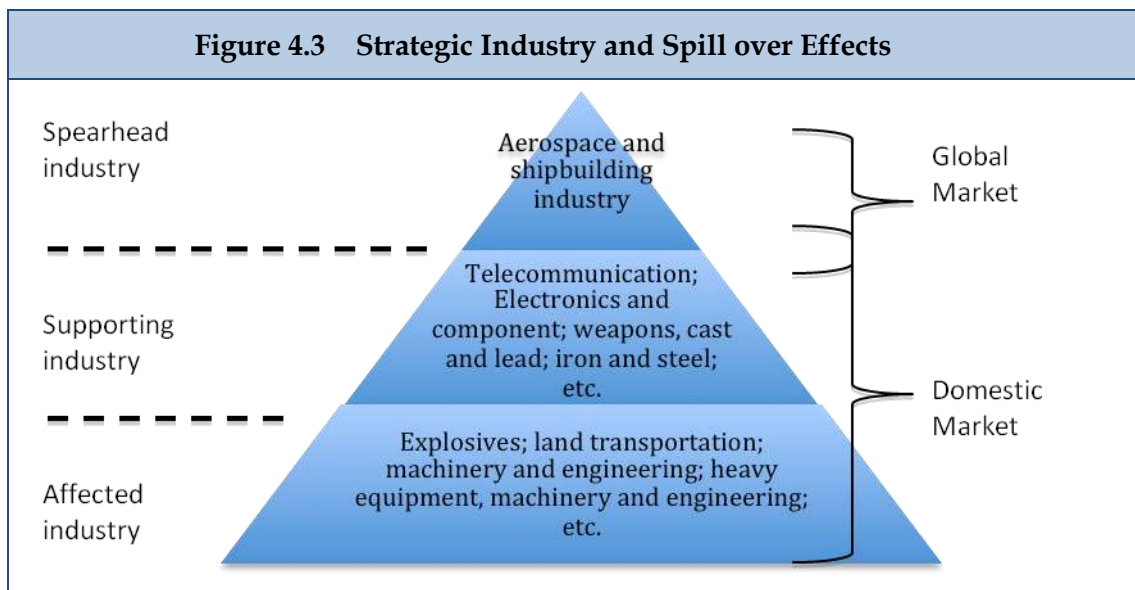 Figure 4.3 Strategic Industry and Spill over Effects
Spearhead
industry
Aerospace and
shipbuilding
industry
Global
Market
Supporting
industry
Telecommunication;
Electronics and
component; weapons, cast
and lead; iron and steel;
etc.
Domestic
Market
Affected
industry
Explosives; land transportation;
machinery and engineering; heavy
equipment, machinery and engineering;
etc.